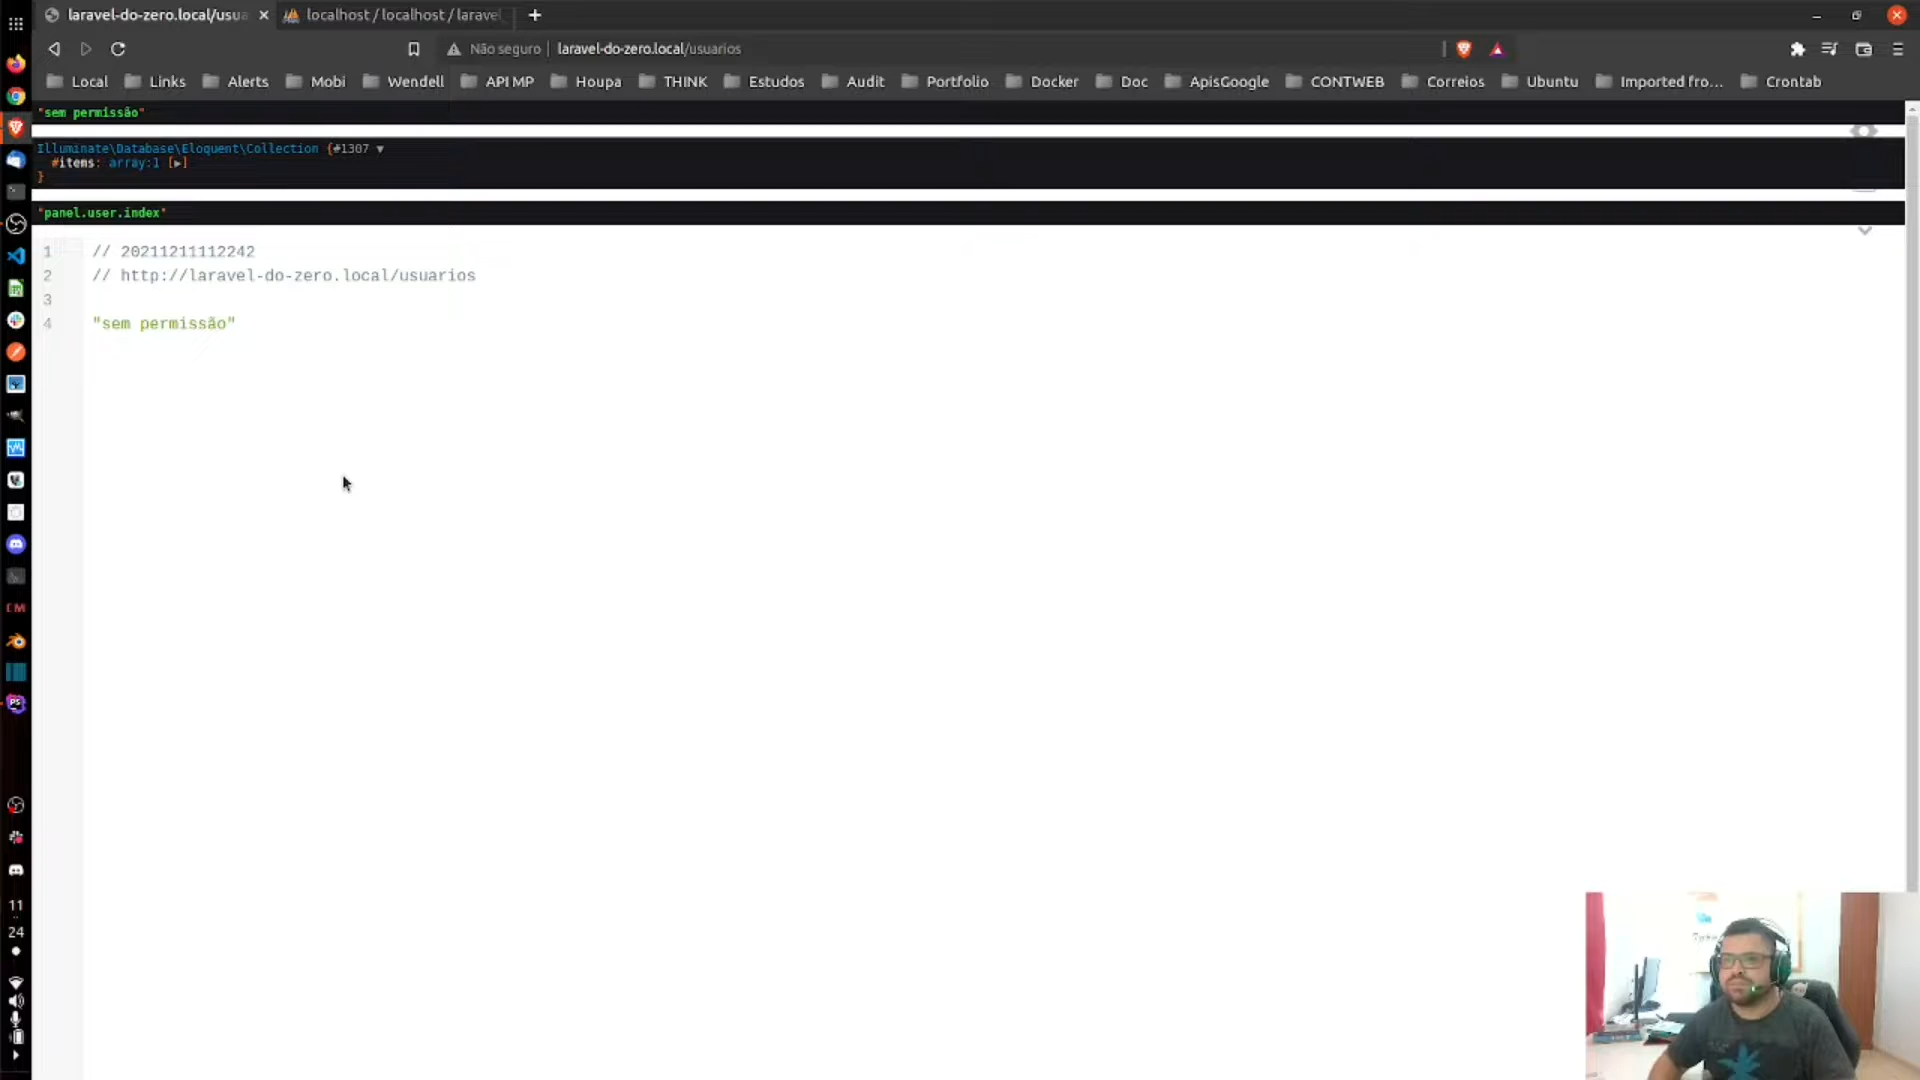 laravel-do-zero.local/usua
localhost / localhost / laravel
Não seguro
laravel-do-zero.local/usuarios
Local
Links
Alerts
Mobi
Wendell
API MP
Houpa
THINK
Estudos
Audit
Portfolio
Docker
Doc
ApisGoogle
CONTWEB
Correios
Ubuntu
Imported fro...
Crontab
"sem permissão"
Illuminate\Database\Eloquent\Collection {#1307 ▼
#items: array:1 [▶]
}
"panel.user.index"
1 // 20211211112242
2 // http://laravel-do-zero.local/usuarios
3
4 "sem permissão"
PS
11
24